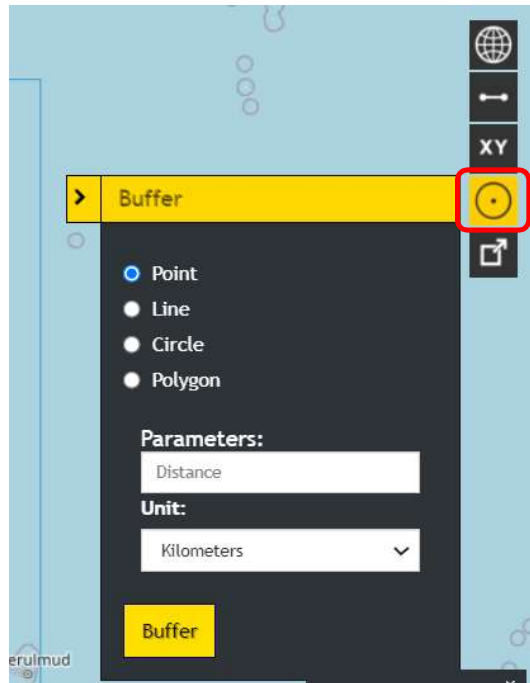 XY
Buffer
Point
Line
Circle
Polygon
Parameters:
Distance
Unit:
Kilometers
Buffer
erulmud